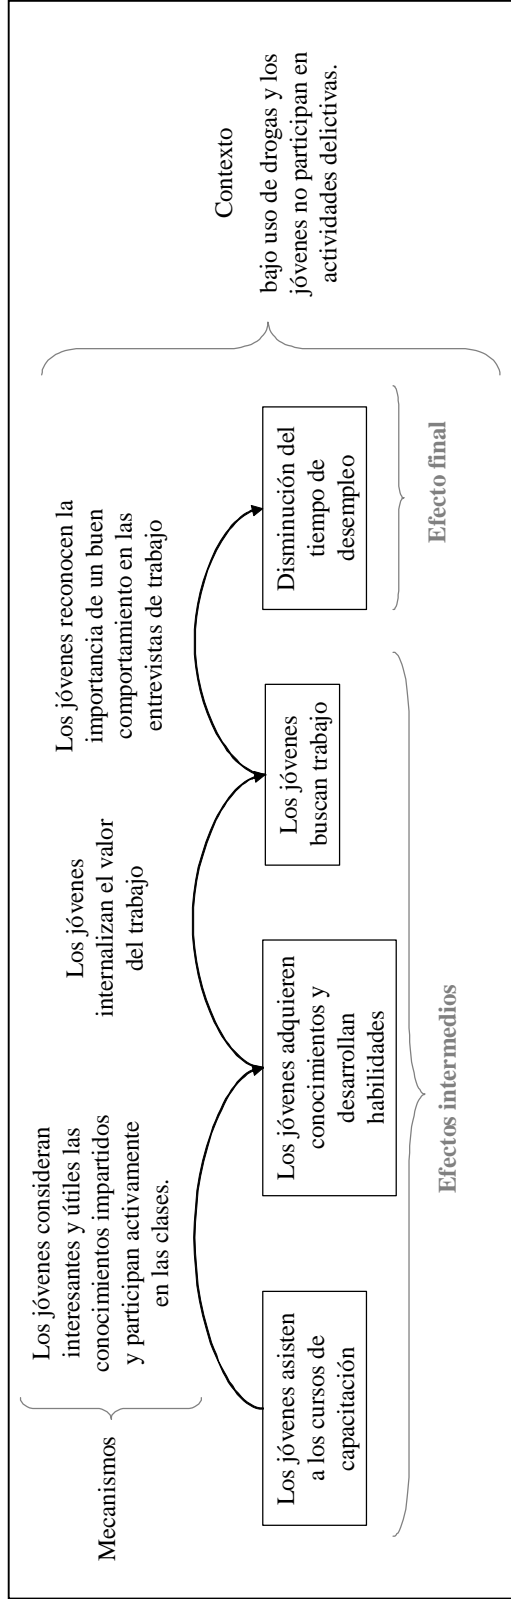 Mecanismos
Los jóvenes consideran
interesantes y útiles las
conocimientos impartidos
y participan activamente
en las clases.
Los jóvenes
internalizan el valor
del trabajo
Los jóvenes reconocen la
importancia de un buen
comportamiento en las
entrevistas de trabajo
Los jóvenes asisten
a los cursos de
capacitación
Los jóvenes adquieren
conocimientos y
desarrollan
habilidades
Los jóvenes
buscan trabajo
Disminución del
tiempo de
desempleo
Efectos intermedios
Efecto final
Contexto
bajo uso de drogas y los
jóvenes no participan en
actividades delictivas.